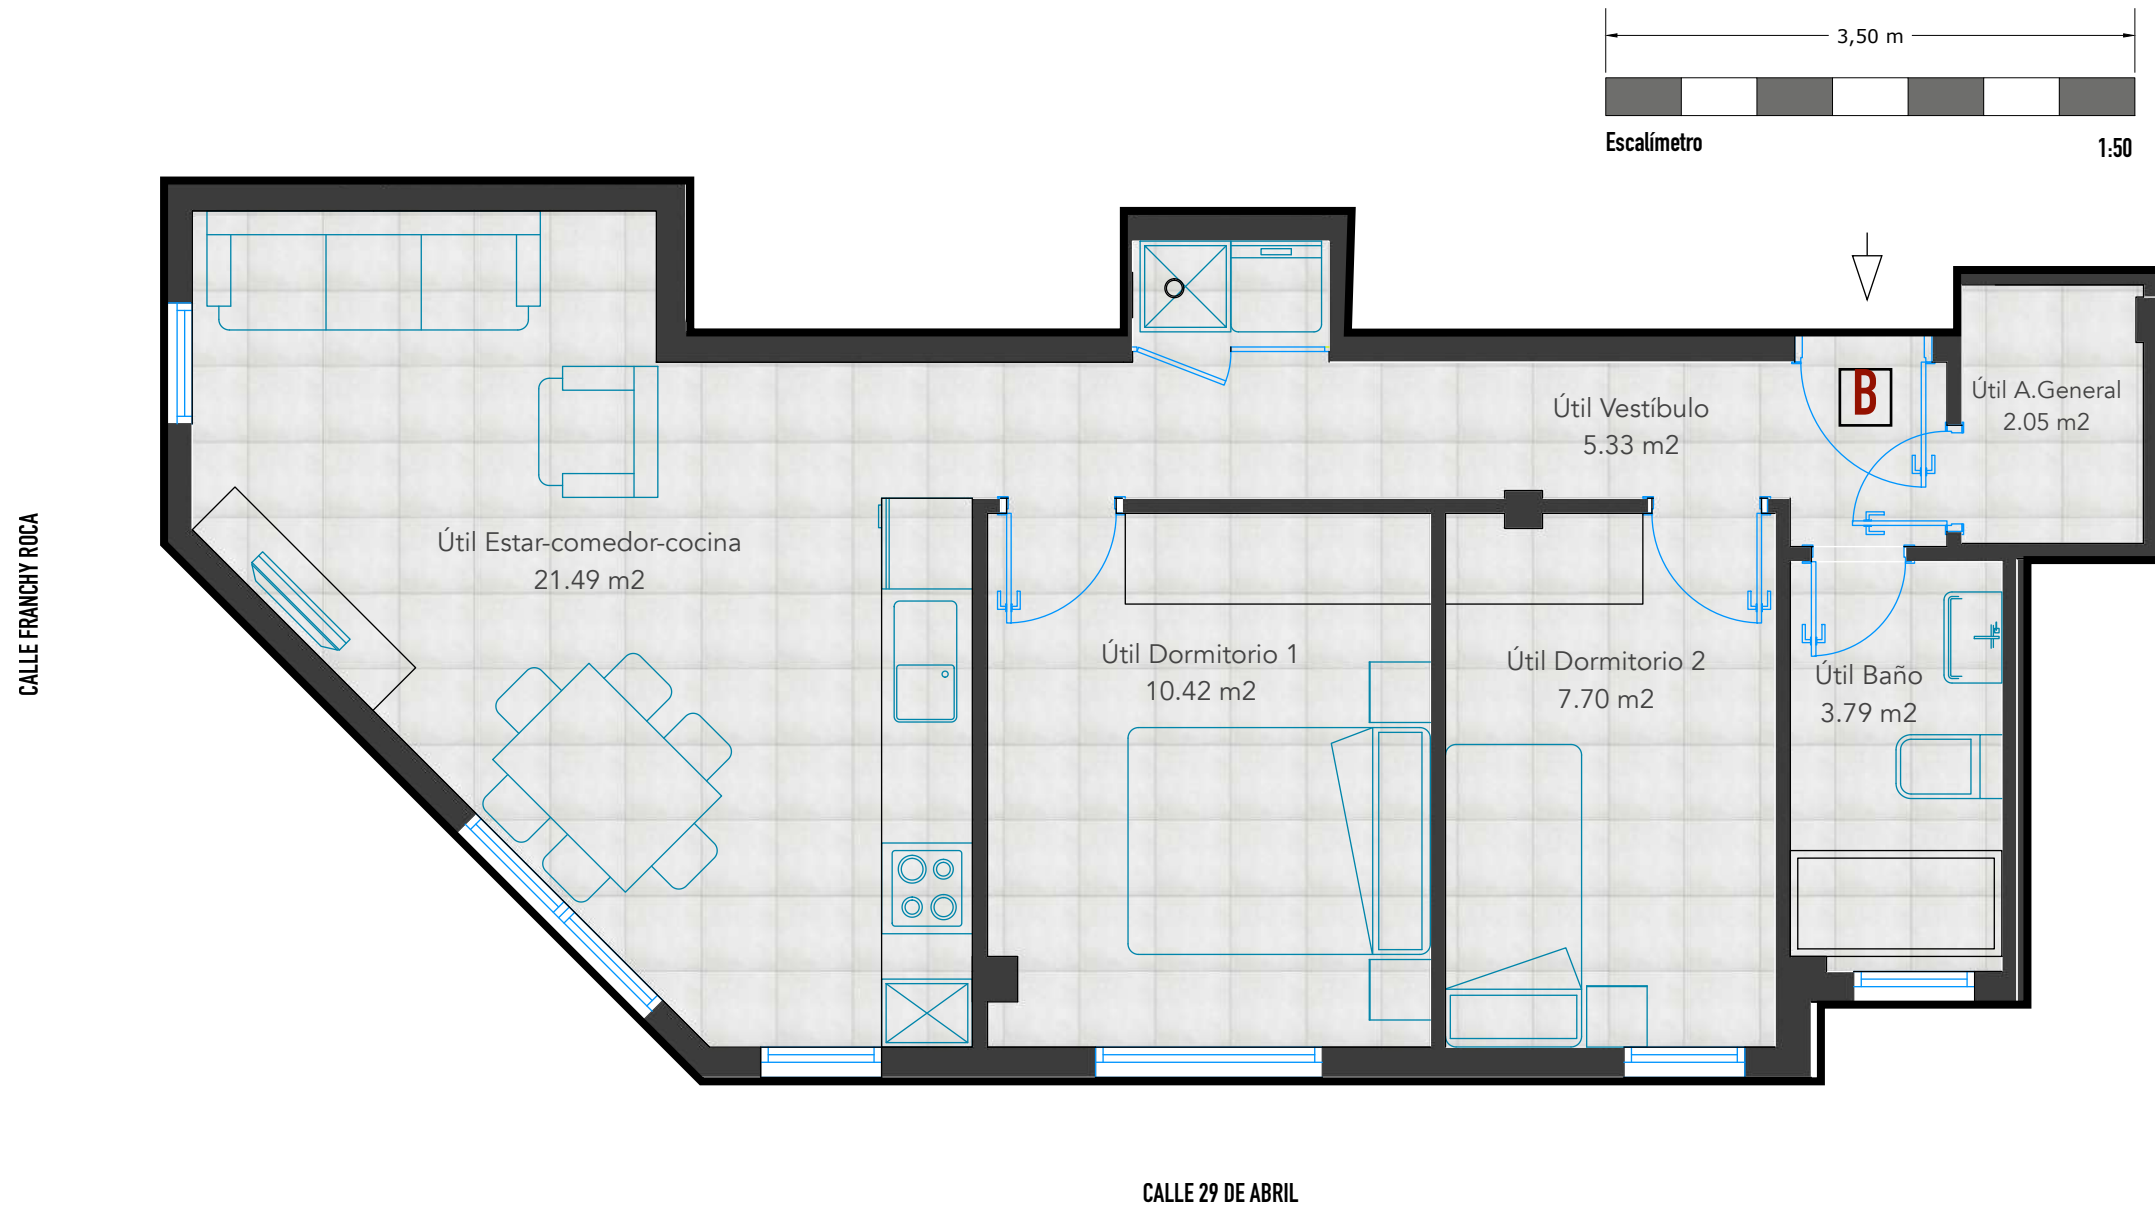 3,50 m
Escalímetro
1:50
B
Útil A.General
2.05 m2
Útil Vestíbulo
5.33 m2
CALLE FRANCHY ROCA
Útil Estar-comedor-cocina
21.49 m2
Útil Dormitorio 1
10.42 m2
Útil Dormitorio 2
7.70 m2
Útil Baño
3.79 m2
CALLE 29 DE ABRIL